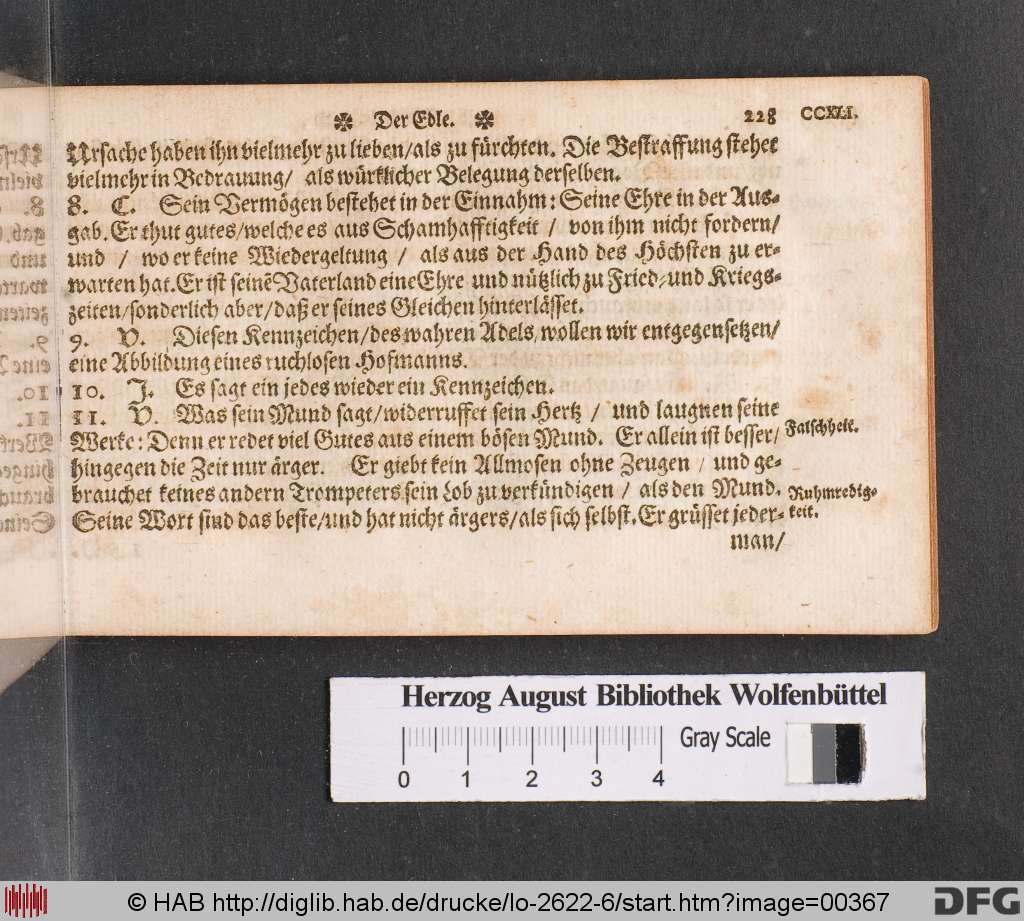 ✼ Der Edle. ✼ 228 CCXLI.
Ursache haben ihn vielmehr zu lieben/als zu fürchten. Die Bestraffung stehet
vielmehr in Bedrauung/ als würklicher Belegung derselben.
8. C. Sein Vermögen bestehet in der Einnahm: Seine Ehre in der Aus-
gab. Er thut gutes/welche es aus Schamhafftigkeit / von ihm nicht fordern/
und / wo er keine Wiedergeltung / als aus der Hand des Höchsten zu er-
warten hat. Er ist seinē Vaterland eine Ehre und nützlich zu Fried- und Kriegs-
zeiten/sonderlich aber/daß er seines Gleichen hinterlässet.
9. V. Diesen Kennzeichen/des wahren Adels/wollen wir entgegensetzen/
eine Abbildung eines ruchlosen Hofmanns.
10. J. Es sagt ein jedes wieder ein Kennzeichen.
11. V. Was sein Mund sagt/widerruffet sein Hertz / und laugnen seine
Werke: Denn er redet viel Gutes aus einem bösen Mund. Er allein ist besser/
Falschheit.
hingegen die Zeit nur ärger. Er giebt kein Allmosen ohne Zeugen / und ge-
brauchet keines andern Trompeters sein Lob zu verkündigen / als den Mund.
Ruhmredig-
keit.
Seine Wort sind das beste/und hat nicht ärgers/als sich selbst. Er grüsset jeder-
man/
Herzog August Bibliothek Wolfenbüttel
Gray Scale
0 1 2 3 4
© HAB http://diglib.hab.de/drucke/lo-2622-6/start.htm?image=00367
DFG